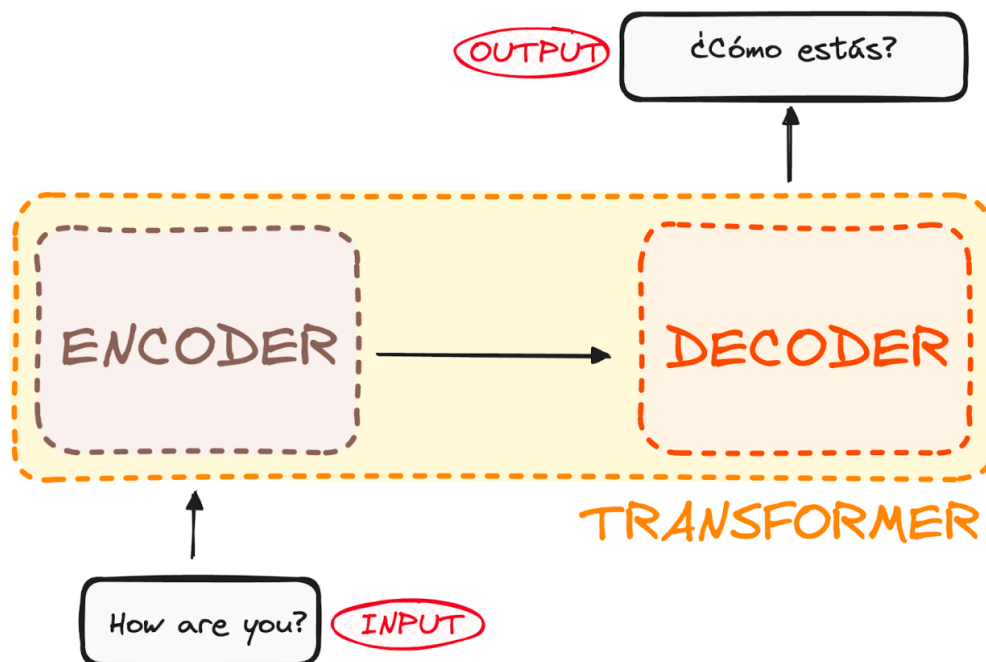 OUTPUT
¿Cómo estás?
ENCODER
DECODER
TRANSFORMER
How are you?
INPUT